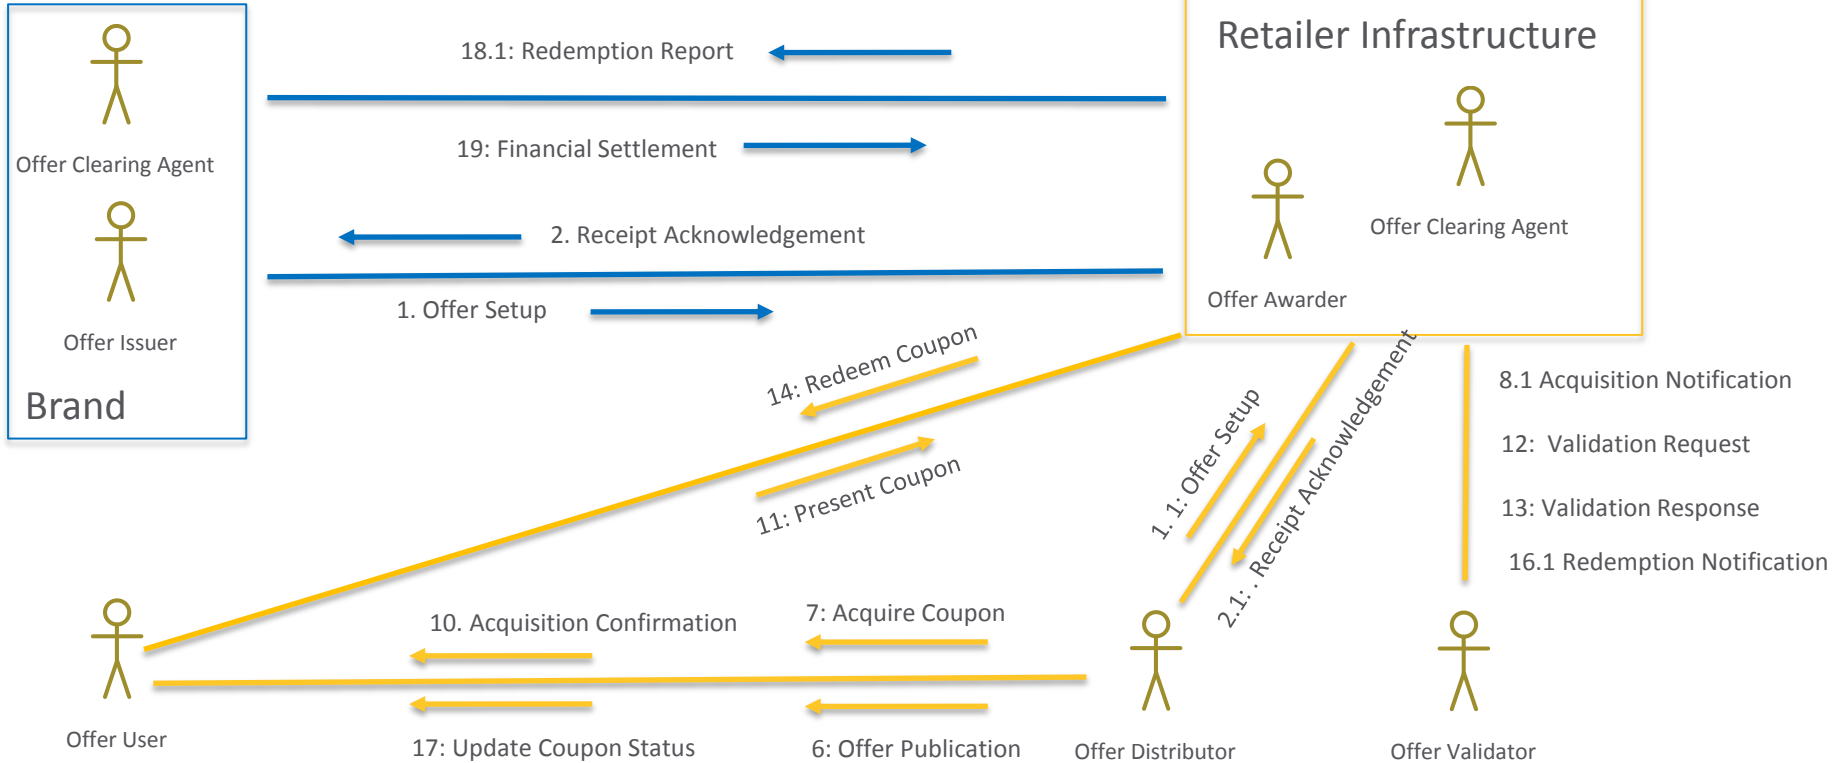 Retailer Infrastructure
18.1: Redemption Report
Offer Clearing Agent
19: Financial Settlement
Offer Clearing Agent
2. Receipt Acknowledgement
Offer Awarder
1. Offer Setup
Offer Issuer
Brand
14: Redeem Coupon
11: Present Coupon
1. 1: Offer Setup
2.1: . Receipt Acknowledgement
8.1 Acquisition Notification
12:  Validation Request
13: Validation Response
16.1 Redemption Notification
10. Acquisition Confirmation
7: Acquire Coupon
Offer User
17: Update Coupon Status
6: Offer Publication
Offer Distributor
Offer Validator